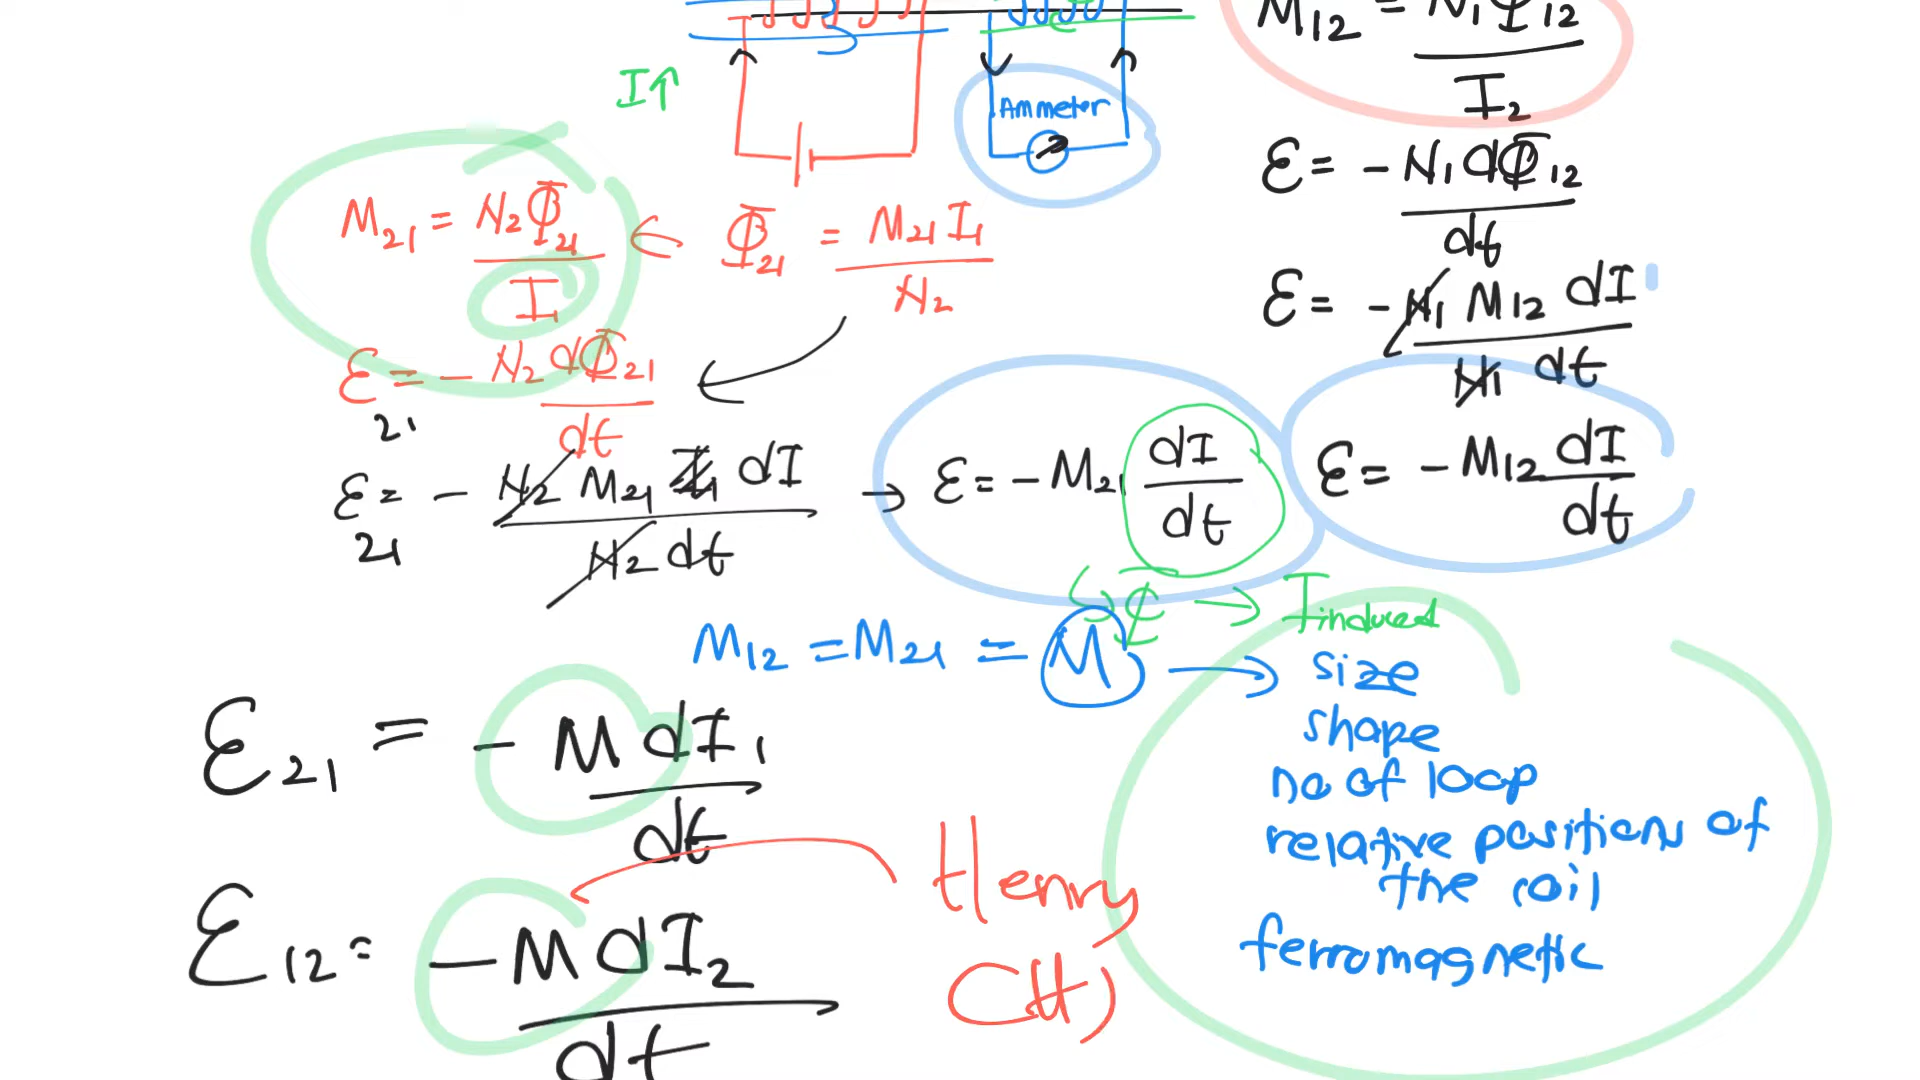 M12 = N1Φ12 / I2
I↑
Ammeter
M21 = N2Φ21 / I1
Φ21 = M21 I1 / N2
ε = - N1 dΦ12 / dt
ε21 = - N2 dΦ21 / dt
ε = - N1 M12 dI / N1 dt
ε21 = - N2 M21 I1 dI / N2 dt
→ ε = - M21 dI / dt
ε = - M12 dI / dt
ε → I induced
M12 = M21 = M → size
shape
no of loop
relative positions of
the coil
ferromagnetic
ε21 = - M dI1 / dt
Henry
(H)
ε12 = - M dI2 / dt